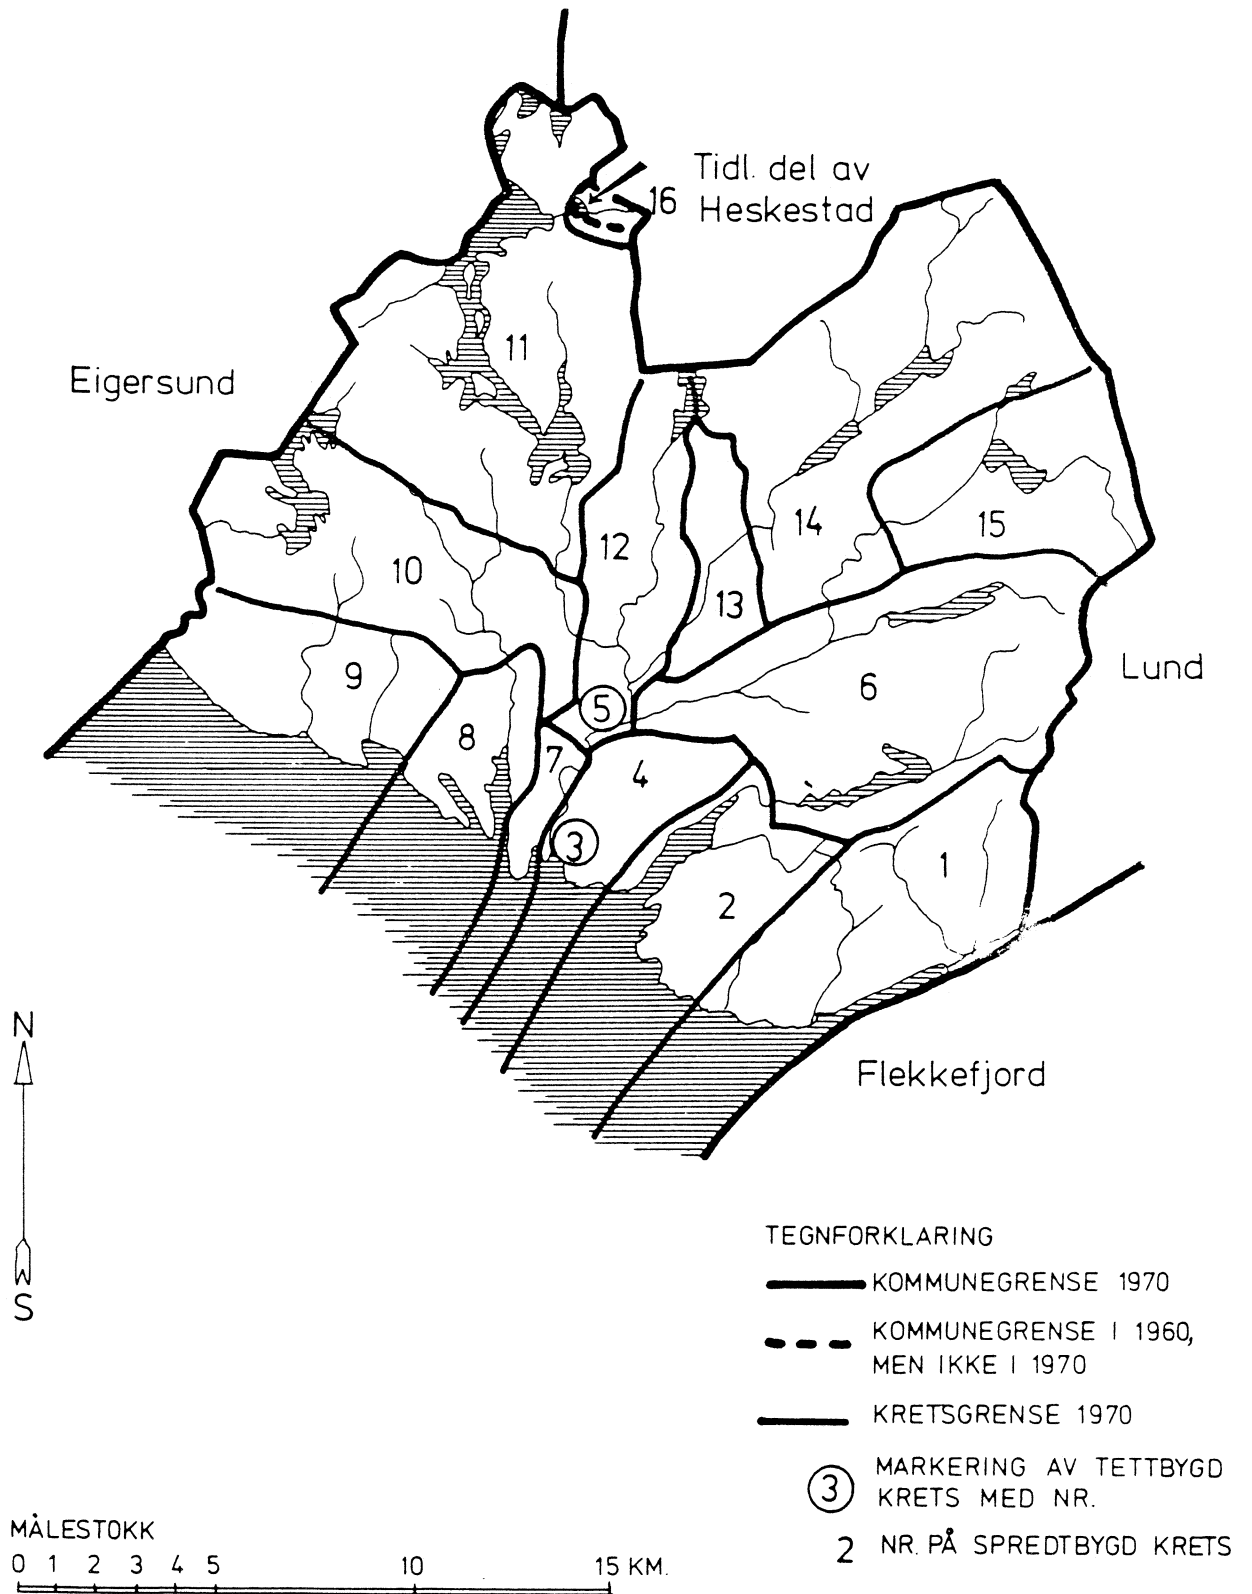 Tidl. del av
Heskestad
16
11
Eigersund
12
14
15
10
13
9
6
Lund
5
8
7
4
3
1
2
N
S
Flekkefjord
TEGNFORKLARING
KOMMUNEGRENSE 1970
KOMMUNEGRENSE I 1960,
MEN IKKE I 1970
KRETSGRENSE 1970
3 MARKERING AV TETTBYGD
KRETS MED NR.
2 NR. PÅ SPREDTBYGD KRETS
MÅLESTOKK
0 1 2 3 4 5 10 15 KM.